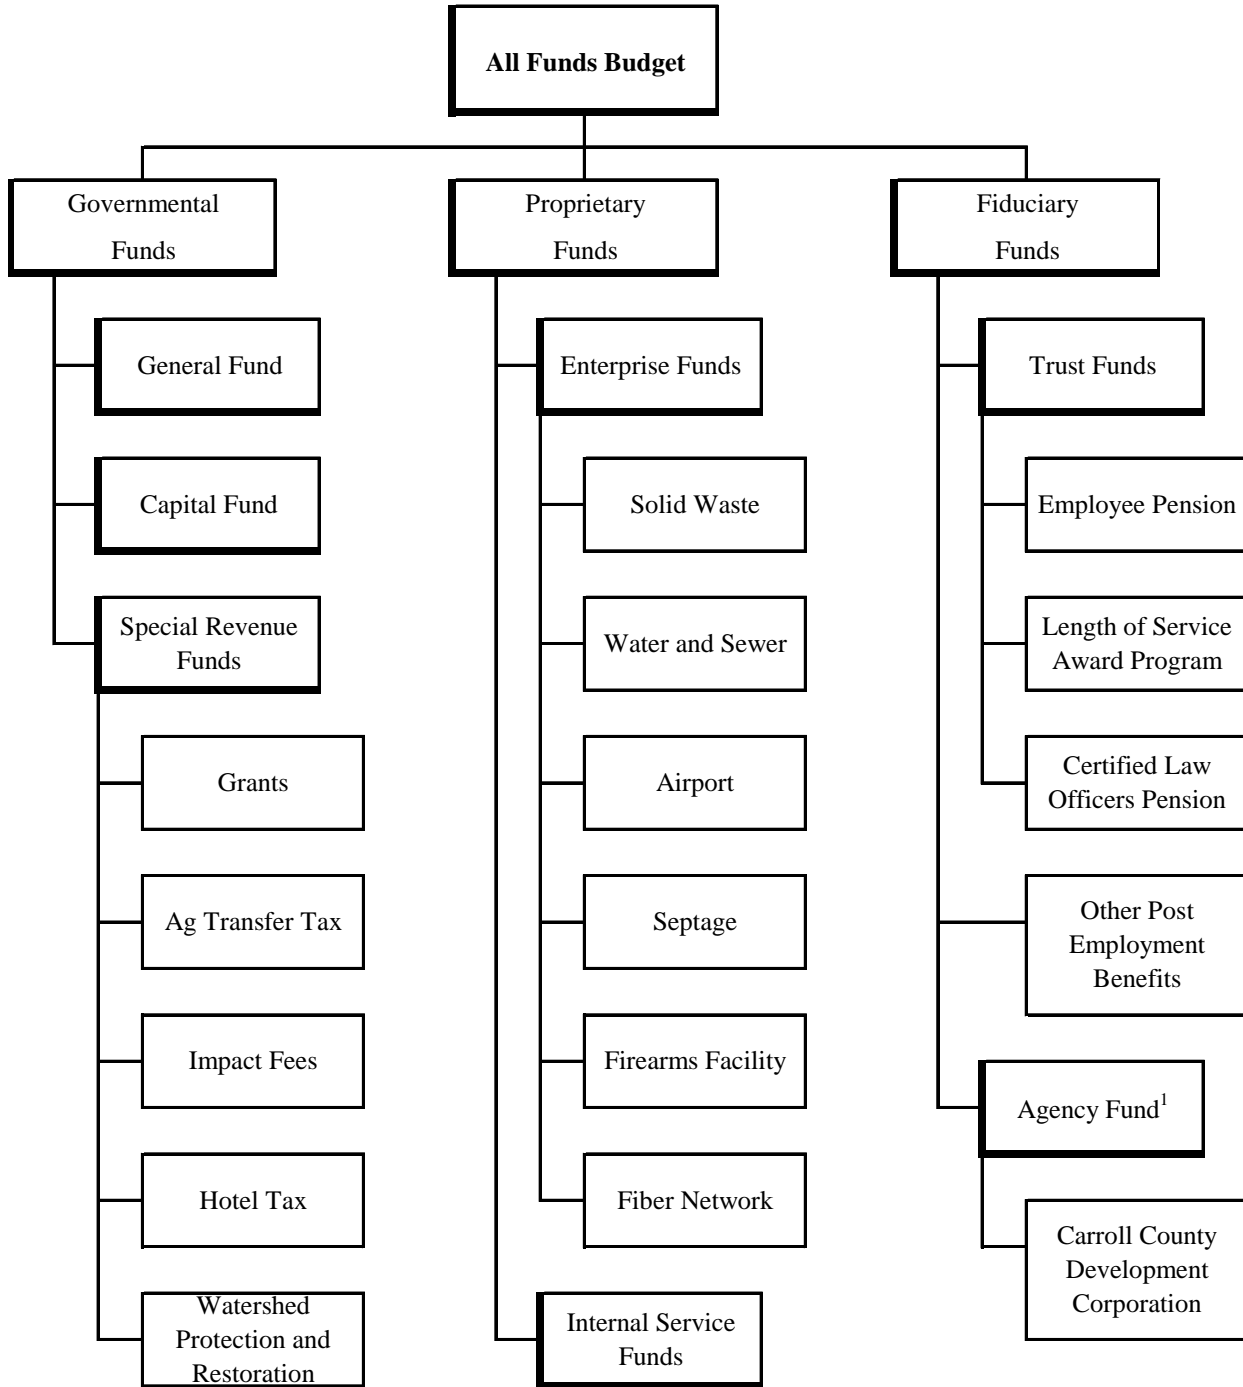 All Funds Budget
Governmental
Funds
Proprietary
Funds
Fiduciary
Funds
General Fund
Capital Fund
Special Revenue
Funds
Grants
Ag Transfer Tax
Impact Fees
Hotel Tax
Watershed
Protection and
Restoration
Enterprise Funds
Solid Waste
Water and Sewer
Airport
Septage
Firearms Facility
Fiber Network
Internal Service
Funds
Trust Funds
Employee Pension
Length of Service
Award Program
Certified Law
Officers Pension
Other Post
Employment
Benefits
Agency Fund¹
Carroll County
Development
Corporation